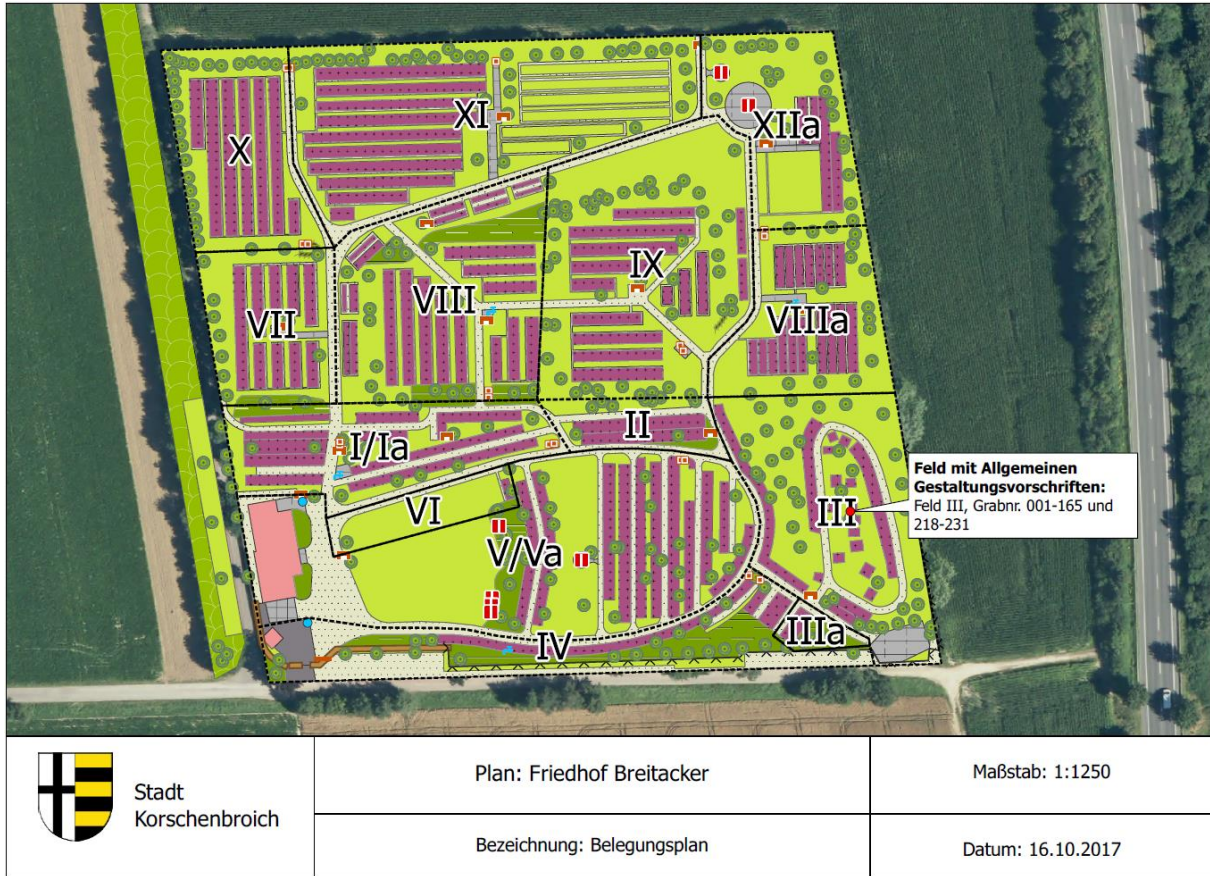 X
XI
XIIa
VII
VIII
IX
VIIIa
I/Ia
II
III
Feld mit Allgemeinen
Gestaltungsvorschriften:
Feld III, Grabnr. 001-165 und
218-231
VI
V/Va
IV
IIIa
Stadt
Korschenbroich
Plan: Friedhof Breitacker
Maßstab: 1:1250
Bezeichnung: Belegungsplan
Datum: 16.10.2017